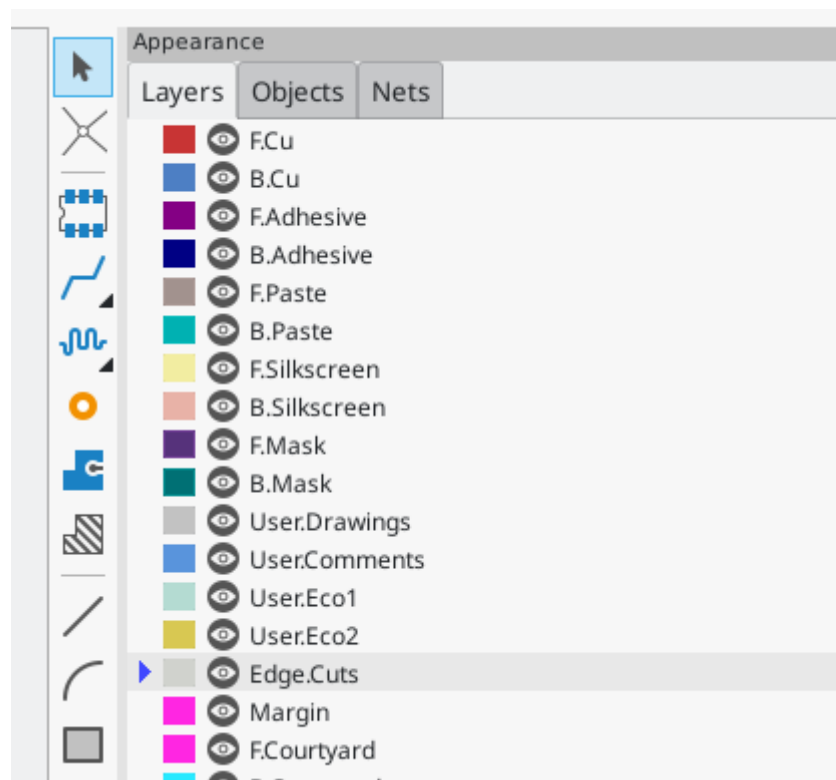 Appearance
Layers Objects Nets
F.Cu
B.Cu
F.Adhesive
B.Adhesive
F.Paste
B.Paste
F.Silkscreen
B.Silkscreen
F.Mask
B.Mask
User.Drawings
User.Comments
User.Eco1
User.Eco2
Edge.Cuts
Margin
F.Courtyard